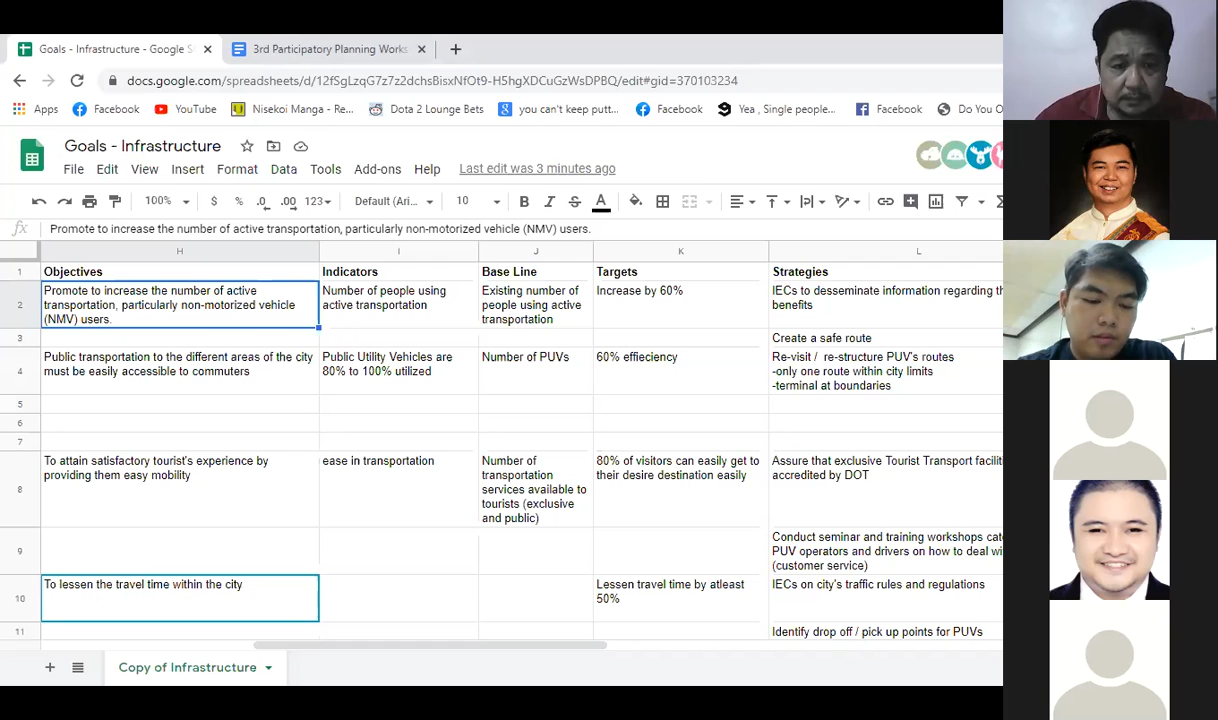 Goals - Infrastructure - Google S
3rd Participatory Planning Works
docs.google.com/spreadsheets/d/12fSgLzqG7z7z2dchsBisxNfOt9-H5hgXDCuGzWsDPBQ/edit#gid=370103234
Apps
Facebook
YouTube
Nisekoi Manga - Re...
Dota 2 Lounge Bets
you can't keep putt...
Facebook
Yea , Single people...
Facebook
Do You O
Goals - Infrastructure
File Edit View Insert Format Data Tools Add-ons Help Last edit was 3 minutes ago
100% $ % .0 .00 123 Default (Ari... 10 B I S A
fx Promote to increase the number of active transportation, particularly non-motorized vehicle (NMV) users.
H I J K L
1 Objectives Indicators Base Line Targets Strategies
2
Promote to increase the number of active
transportation, particularly non-motorized vehicle
(NMV) users.
Number of people using
active transportation
Existing number of
people using active
transportation
Increase by 60%
IECs to desseminate information regarding th
benefits
3
Create a safe route
4
Public transportation to the different areas of the city
must be easily accessible to commuters
Public Utility Vehicles are
80% to 100% utilized
Number of PUVs
60% effieciency
Re-visit / re-structure PUV's routes
-only one route within city limits
-terminal at boundaries
5
6
7
8
To attain satisfactory tourist's experience by
providing them easy mobility
ease in transportation
Number of
transportation
services available to
tourists (exclusive
and public)
80% of visitors can easily get to
their desire destination easily
Assure that exclusive Tourist Transport faciliti
accredited by DOT
9
Conduct seminar and training workshops cate
PUV operators and drivers on how to deal wi
(customer service)
10
To lessen the travel time within the city
Lessen travel time by atleast
50%
IECs on city's traffic rules and regulations
11
Identify drop off / pick up points for PUVs
Copy of Infrastructure